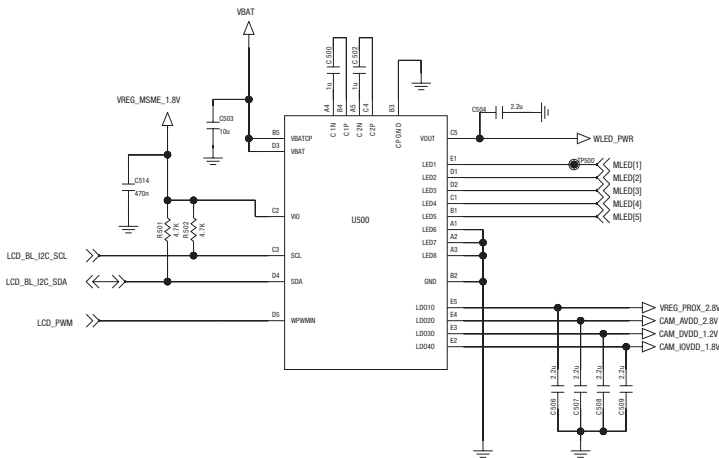 VBAT
VREG_MSME_1.8V
C503
10u
C514
470n
R501
4.7K
R502
4.7K
LCD_BL_I2C_SCL
LCD_BL_I2C_SDA
LCD_PWM
C500
1u
C502
1u
A4
B4
A5
C4
B3
C1N
C1P
C2N
C2P
CPGND
B5
VBATCP
D3
VBAT
C2
VIO
C3
SCL
D4
SDA
D5
WPWMIN
U500
VOUT
C5
C504
2.2u
WLED_PWR
LED1
E1
TP500
MLED[1]
LED2
D1
MLED[2]
LED3
D2
MLED[3]
LED4
C1
MLED[4]
LED5
B1
MLED[5]
LED6
A1
LED7
A2
LED8
A3
GND
B2
LDO1O
E5
VREG_PROX_2.8V
LDO2O
E4
CAM_AVDD_2.8V
LDO3O
E3
CAM_DVDD_1.2V
LDO4O
E2
CAM_IOVDD_1.8V
2.2u
2.2u
2.2u
2.2u
C506
C507
C508
C509